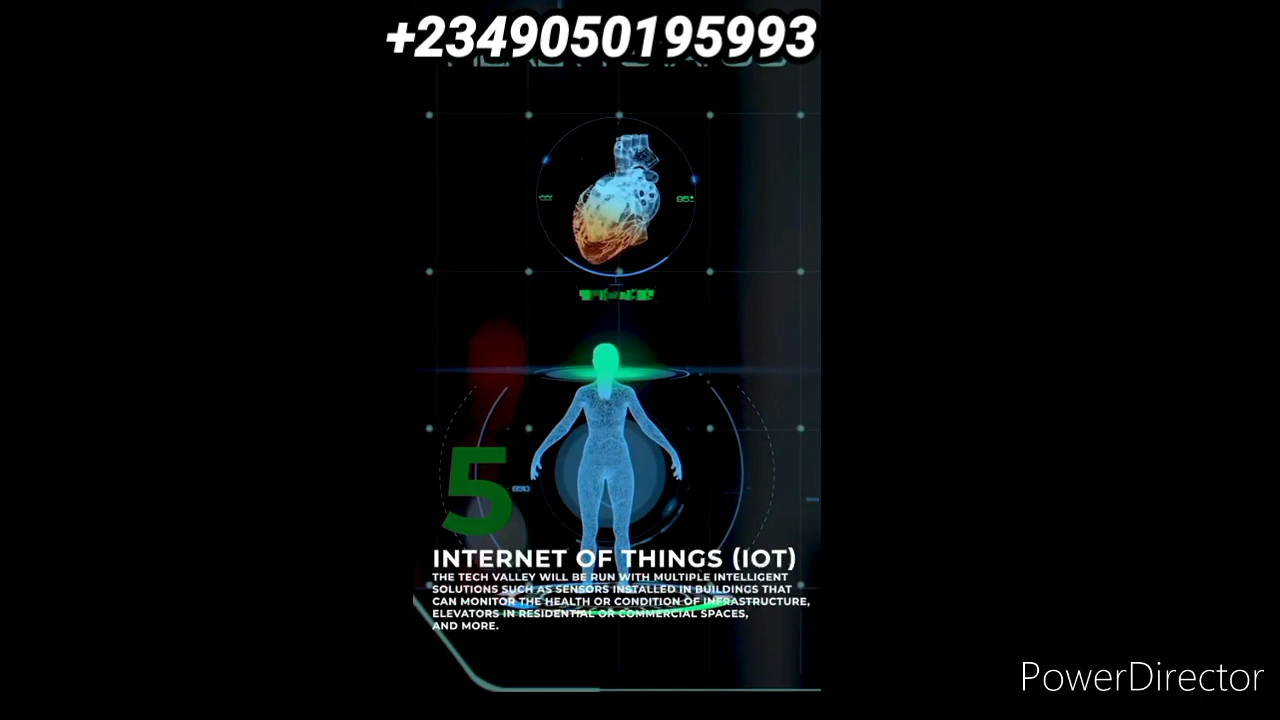 +2349050195993
5
INTERNET OF THINGS (IOT)
THE TECH VALLEY WILL BE RUN WITH MULTIPLE INTELLIGENT
SOLUTIONS SUCH AS SENSORS INSTALLED IN BUILDINGS THAT
CAN MONITOR THE HEALTH OR CONDITION OF INFRASTRUCTURE,
ELEVATORS IN RESIDENTIAL OR COMMERCIAL SPACES,
AND MORE.
PowerDirector